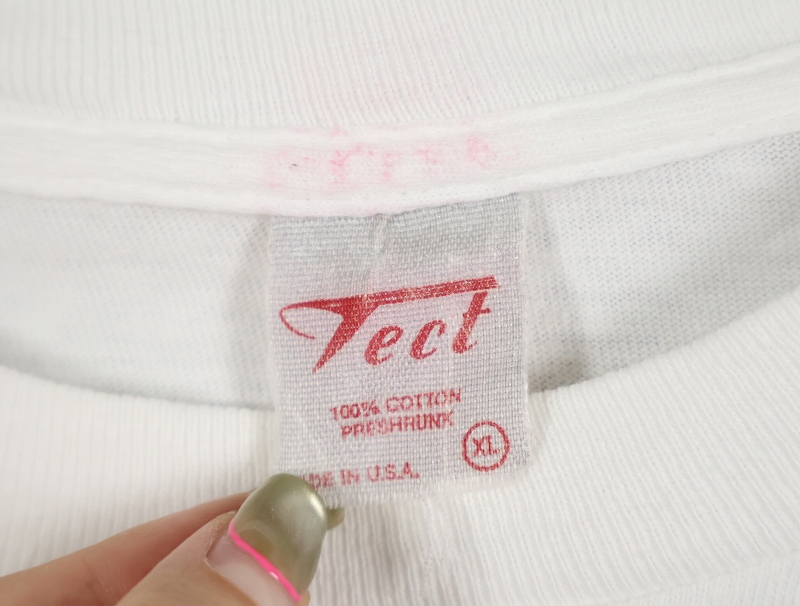 Tect
100% COTTON
PRESHRUNK
XL
DE IN U.S.A.